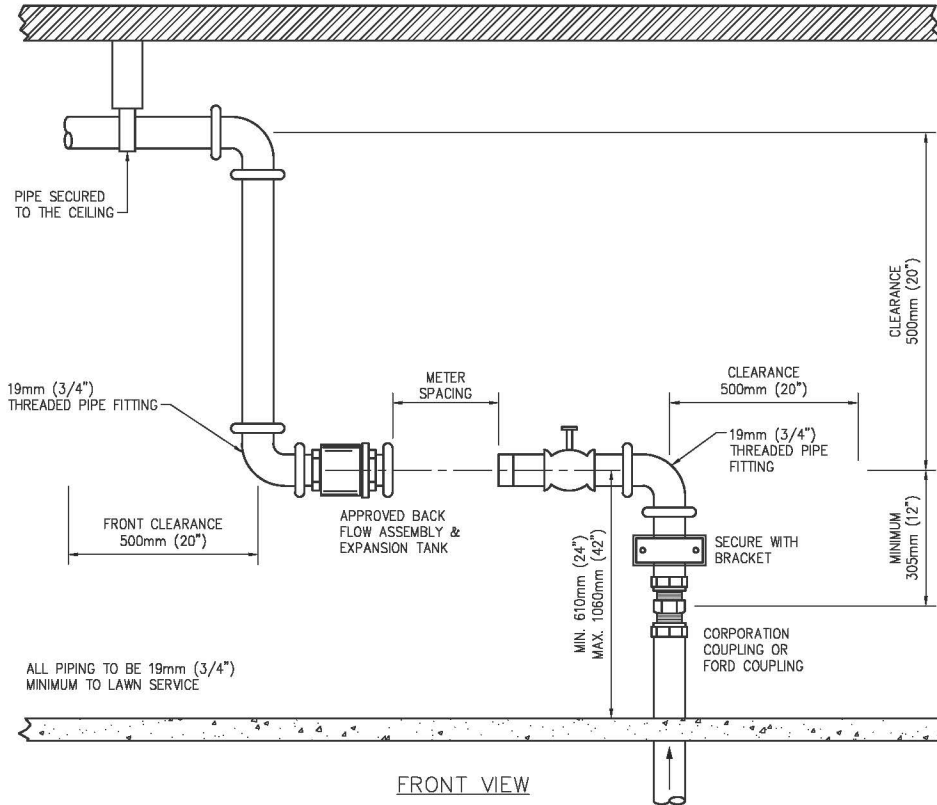 PIPE SECURED
TO THE CEILING
CLEARANCE
500mm (20")
19mm (3/4")
THREADED PIPE FITTING
METER
SPACING
CLEARANCE
500mm (20")
19mm (3/4")
THREADED PIPE
FITTING
FRONT CLEARANCE
500mm (20")
APPROVED BACK
FLOW ASSEMBLY &
EXPANSION TANK
MIN. 610mm (24")
MAX. 1060mm (42")
SECURE WITH
BRACKET
MINIMUM
305mm (12")
CORPORATION
COUPLING OR
FORD COUPLING
ALL PIPING TO BE 19mm (3/4")
MINIMUM TO LAWN SERVICE
FRONT VIEW